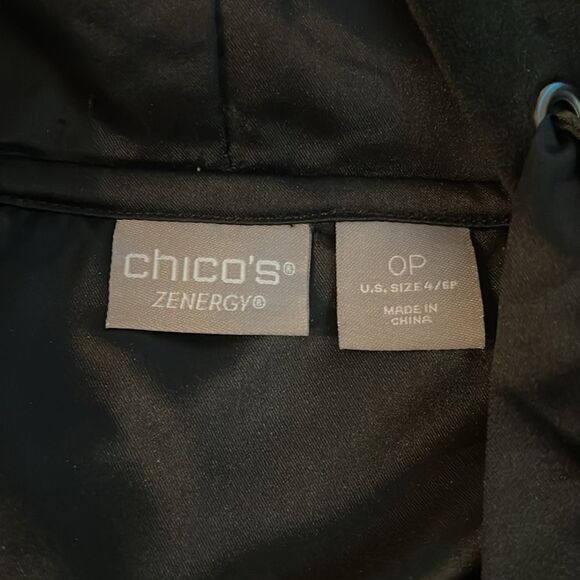 chico's®
ZENERGY®
0P
U.S. SIZE 4/6P
MADE IN
CHINA